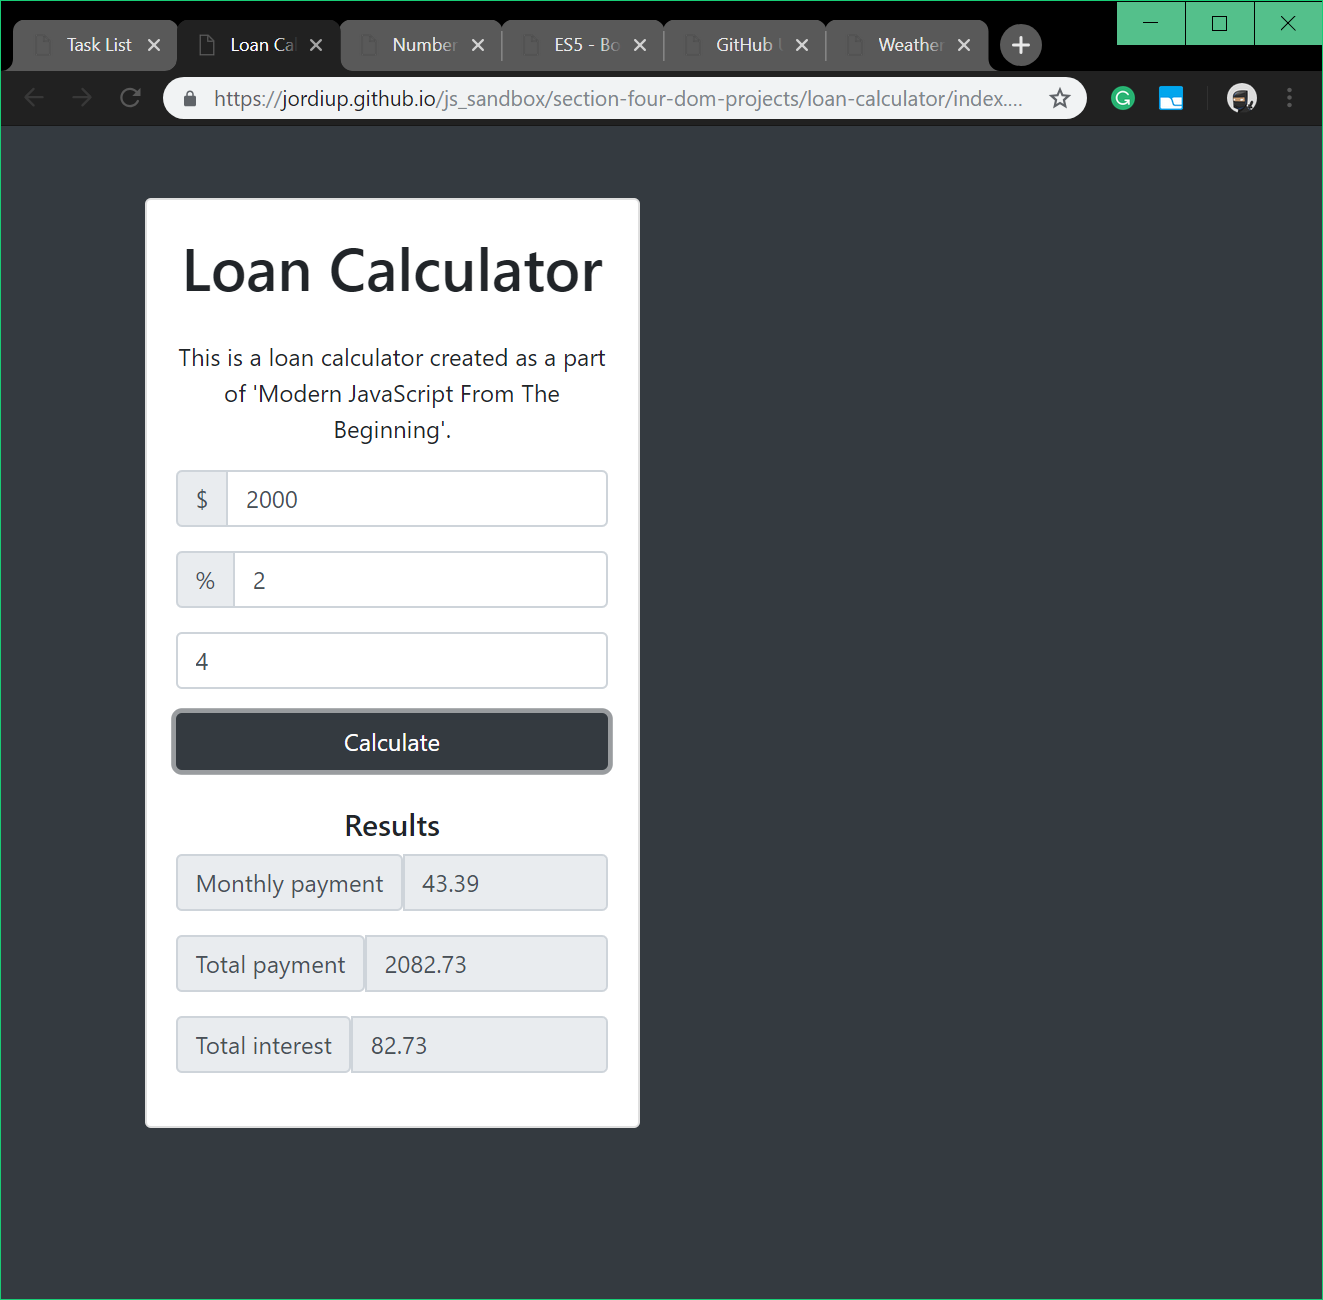 Task List
Loan Cal
Number
ES5 - Bo
GitHub
Weather
https://jordiup.github.io/js_sandbox/section-four-dom-projects/loan-calculator/index....
Loan Calculator
This is a loan calculator created as a part
of 'Modern JavaScript From The
Beginning'.
$ 2000
% 2
4
Calculate
Results
Monthly payment 43.39
Total payment 2082.73
Total interest 82.73